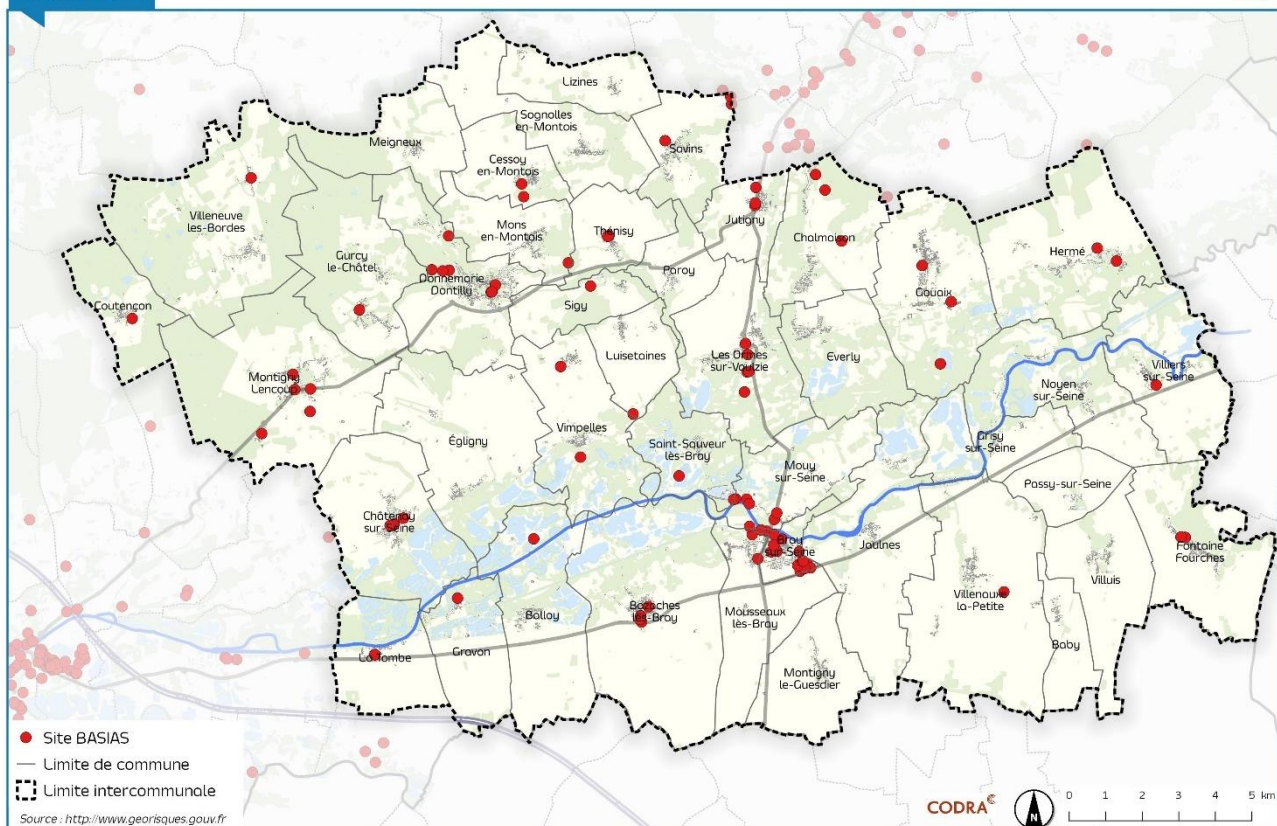 Lizines
Sognolles
en-Montois
Meigneux
Savins
Cessoy
en-Montois
Villeneuve
les-Bordes
Mons
en-Montois
Thénisy
Jutigny
Chalmaison
Gurcy
le-Châtel
Paroy
Hermé
Donnemarie
Dontilly
Gouaix
Coutençon
Sigy
Luisetaines
Les Ormes
sur-Voulzie
Everly
Villiers
sur-Seine
Montigny
Lencoup
Noyen
sur-Seine
Égligny
Vimpelles
Saint-Sauveur
lès-Bray
Mouy
sur-Seine
Grisy
sur-Seine
Passy-sur-Seine
Châtenay
sur-Seine
Bray
sur-Seine
Jaulnes
Fontaine
Fourches
Villenauxe
la-Petite
Villuis
Balloy
Bazoches
lès-Bray
Mousseaux
lès-Bray
Baby
La Tombe
Gravon
Montigny
le-Guesdier
Site BASIAS
Limite de commune
Limite intercommunale
Source : http://www.georisques.gouv.fr
CODRA
N
0 1 2 3 4 5 km